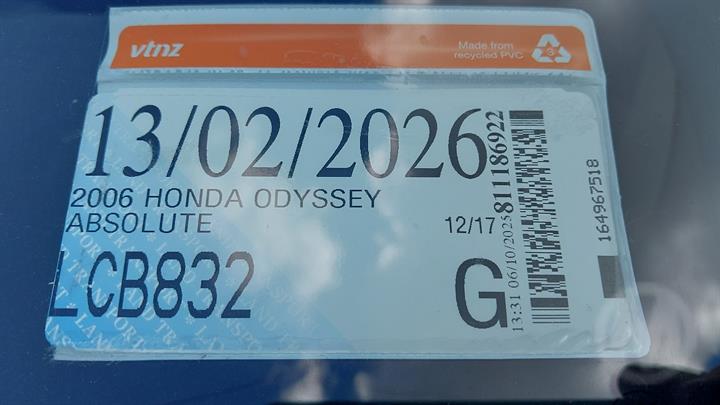 vtnz
Made from
recycled PVC
3
13/02/2026
2006 HONDA ODYSSEY
ABSOLUTE
12/17
LCB832
G
13:31 06/10/2025
811186922
164967518